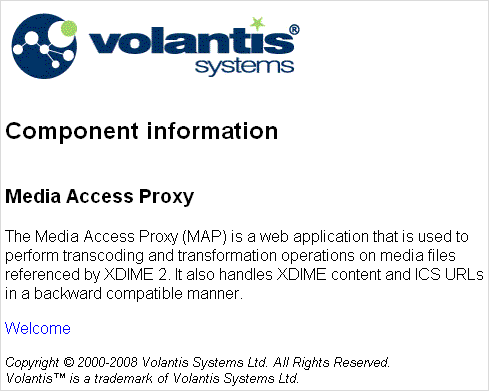 volantis®
systems
Component information
Media Access Proxy
The Media Access Proxy (MAP) is a web application that is used to
perform transcoding and transformation operations on media files
referenced by XDIME 2. It also handles XDIME content and ICS URLs
in a backward compatible manner.
Welcome
Copyright © 2000-2008 Volantis Systems Ltd. All Rights Reserved.
Volantis™ is a trademark of Volantis Systems Ltd.